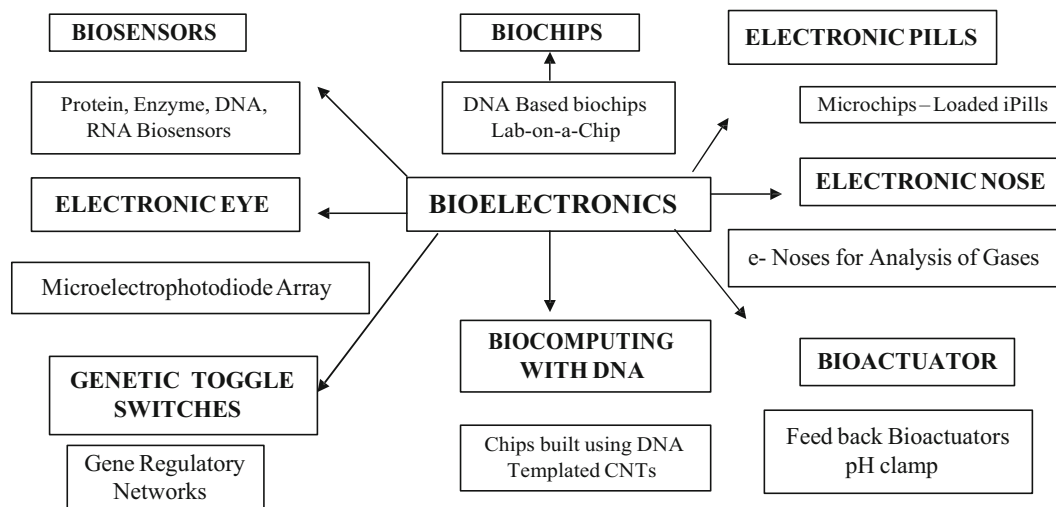 BIOSENSORS
Protein, Enzyme, DNA,
RNA Biosensors
BIOCHIPS
DNA Based biochips
Lab-on-a-Chip
ELECTRONIC PILLS
Microchips–Loaded iPills
ELECTRONIC EYE
Microelectrophotodiode Array
BIOELECTRONICS
ELECTRONIC NOSE
e- Noses for Analysis of Gases
GENETIC TOGGLE
SWITCHES
Gene Regulatory
Networks
BIOCOMPUTING
WITH DNA
Chips built using DNA
Templated CNTs
BIOACTUATOR
Feed back Bioactuators
pH clamp